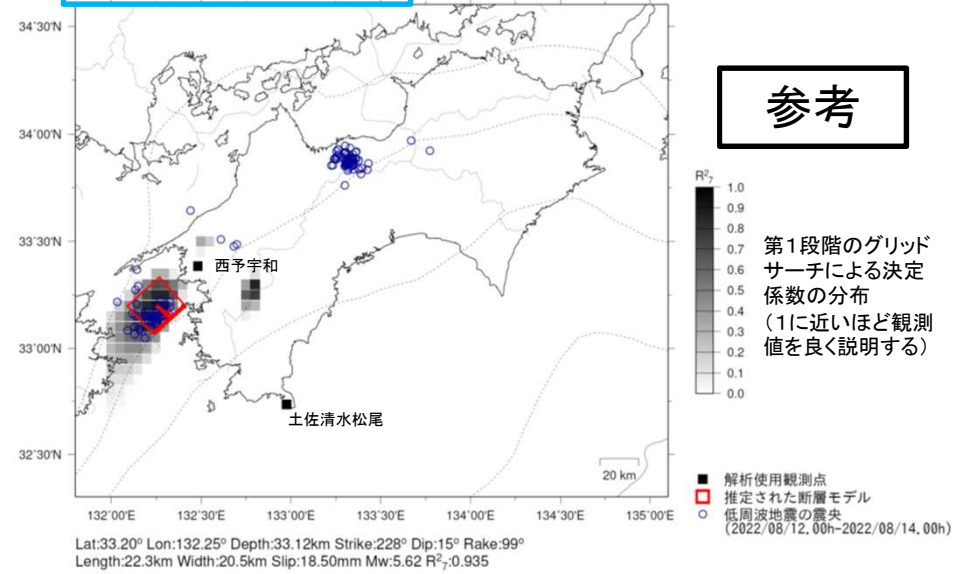 34°30'N
34°00'N
33°30'N
33°00'N
32°30'N
132°00'E
132°30'E
133°00'E
133°30'E
134°00'E
134°30'E
135°00'E
西予宇和
土佐清水松尾
20 km
参考
R²₇
1.0
0.9
0.8
0.7
0.6
0.5
0.4
0.3
0.2
0.1
0.0
第1段階のグリッド
サーチによる決定
係数の分布
(1に近いほど観測
値を良く説明する)
解析使用観測点
推定された断層モデル
低周波地震の震央
(2022/08/12.00h-2022/08/14.00h)
Lat:33.20° Lon:132.25° Depth:33.12km Strike:228° Dip:15° Rake:99°
Length:22.3km Width:20.5km Slip:18.50mm Mw:5.62 R²₇:0.935